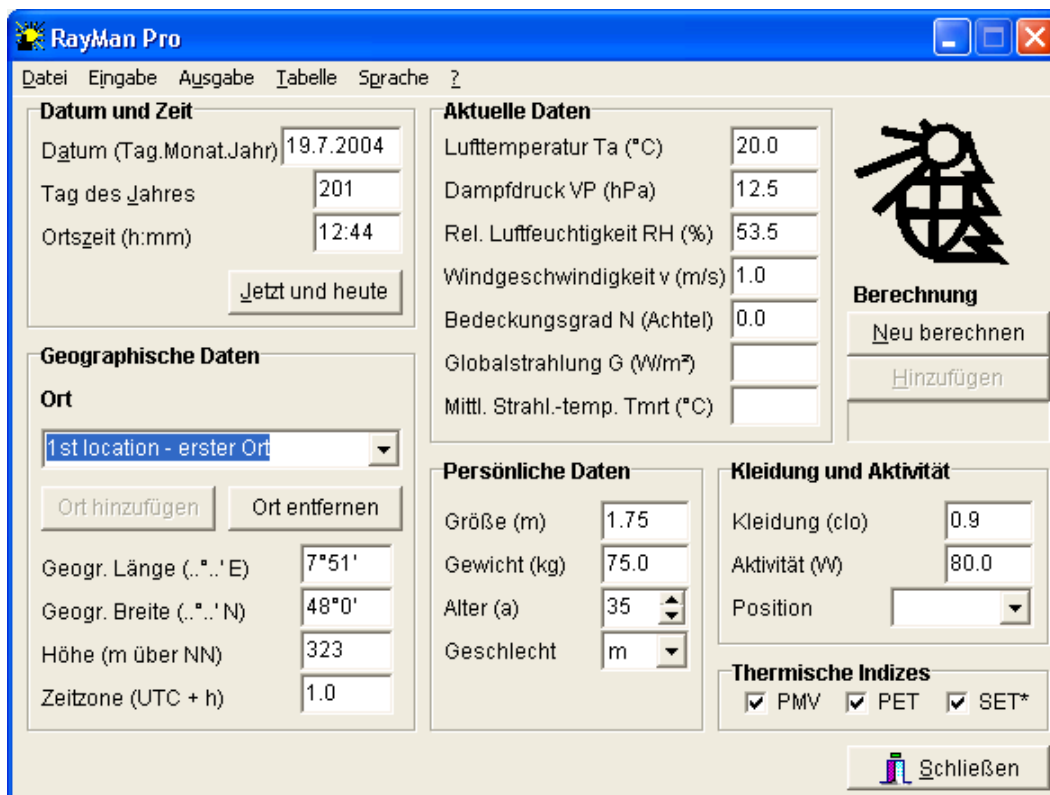 RayMan Pro
Datei Eingabe Ausgabe Tabelle Sprache ?
Datum und Zeit
Datum (Tag.Monat.Jahr) 19.7.2004
Tag des Jahres 201
Ortszeit (h:mm) 12:44
Jetzt und heute
Geographische Daten
Ort
1st location - erster Ort
Ort hinzufügen Ort entfernen
Geogr. Länge (..°..' E) 7°51'
Geogr. Breite (..°..' N) 48°0'
Höhe (m über NN) 323
Zeitzone (UTC + h) 1.0
Aktuelle Daten
Lufttemperatur Ta (°C) 20.0
Dampfdruck VP (hPa) 12.5
Rel. Luftfeuchtigkeit RH (%) 53.5
Windgeschwindigkeit v (m/s) 1.0
Bedeckungsgrad N (Achtel) 0.0
Globalstrahlung G (W/m²)
Mittl. Strahl.-temp. Tmrt (°C)
Berechnung
Neu berechnen
Hinzufügen
Persönliche Daten
Größe (m) 1.75
Gewicht (kg) 75.0
Alter (a) 35
Geschlecht m
Kleidung und Aktivität
Kleidung (clo) 0.9
Aktivität (W) 80.0
Position
Thermische Indizes
PMV PET SET*
Schließen